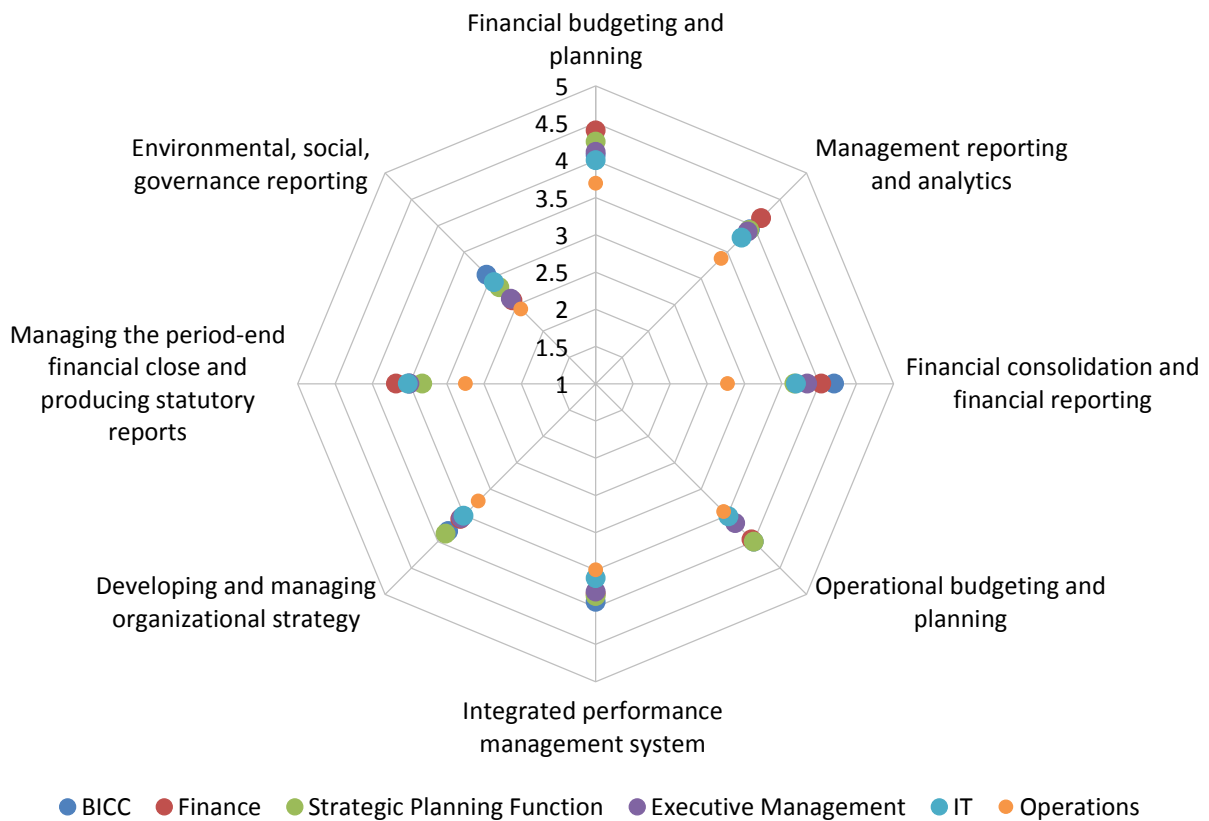 Financial budgeting and
planning
Management reporting
and analytics
Financial consolidation and
financial reporting
Operational budgeting and
planning
Integrated performance
management system
Developing and managing
organizational strategy
Managing the period-end
financial close and
producing statutory
reports
Environmental, social,
governance reporting
5
4.5
4
3.5
3
2.5
2
1.5
1
BICC Finance Strategic Planning Function Executive Management IT Operations